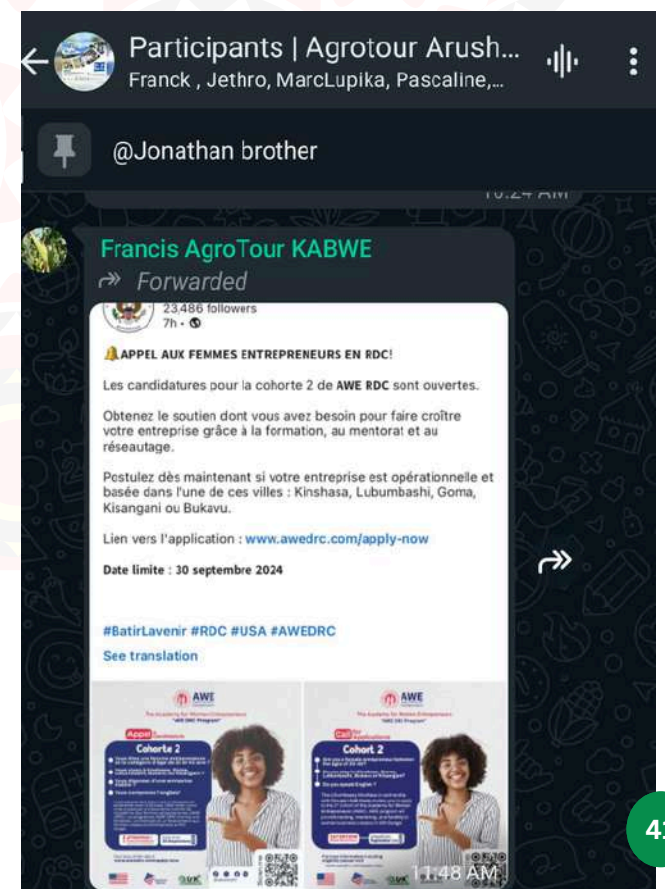 Participants | Agrotour Arush...
Franck , Jethro, MarcLupika, Pascaline,...
@Jonathan brother
10:24 AM
Francis AgroTour KABWE
Forwarded
23,486 followers
7h •
APPEL AUX FEMMES ENTREPRENEURS EN RDC!
Les candidatures pour la cohorte 2 de AWE RDC sont ouvertes.
Obtenez le soutien dont vous avez besoin pour faire croître
votre entreprise grâce à la formation, au mentorat et au
réseautage.
Postulez dès maintenant si votre entreprise est opérationnelle et
basée dans l'une de ces villes : Kinshasa, Lubumbashi, Goma,
Kisangani ou Bukavu.
Lien vers l'application : www.awedrc.com/apply-now
Date limite : 30 septembre 2024
#BatirLavenir #RDC #USA #AWEDRC
See translation
AWE
Appel
Cohorte 2
AWE
Call for
Applications
Cohort 2
11:48 AM